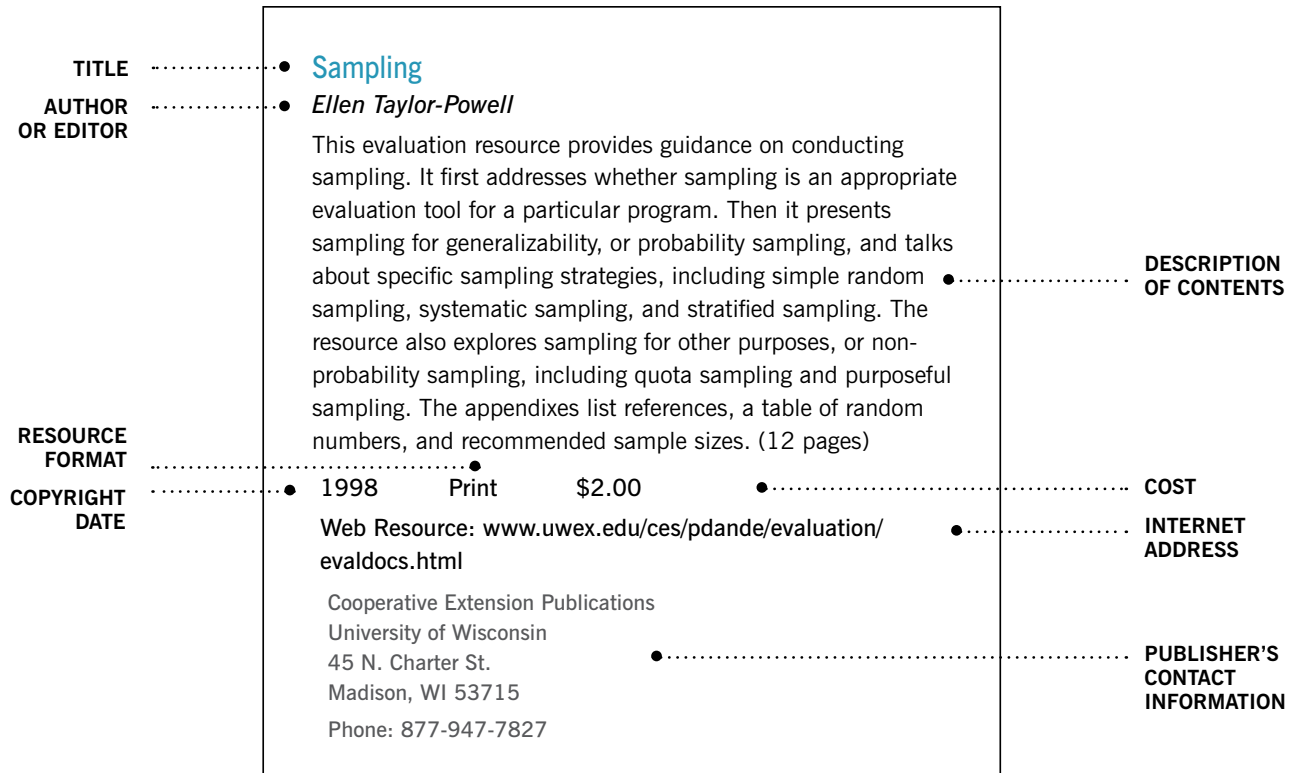 TITLE
Sampling
AUTHOR
OR EDITOR
Ellen Taylor-Powell
This evaluation resource provides guidance on conducting
sampling. It first addresses whether sampling is an appropriate
evaluation tool for a particular program. Then it presents
sampling for generalizability, or probability sampling, and talks
about specific sampling strategies, including simple random
sampling, systematic sampling, and stratified sampling. The
resource also explores sampling for other purposes, or non-
probability sampling, including quota sampling and purposeful
sampling. The appendixes list references, a table of random
numbers, and recommended sample sizes. (12 pages)
DESCRIPTION
OF CONTENTS
RESOURCE
FORMAT
COPYRIGHT
DATE
1998 Print $2.00
COST
Web Resource: www.uwex.edu/ces/pdande/evaluation/
evaldocs.html
INTERNET
ADDRESS
Cooperative Extension Publications
University of Wisconsin
45 N. Charter St.
Madison, WI 53715
Phone: 877-947-7827
PUBLISHER'S
CONTACT
INFORMATION